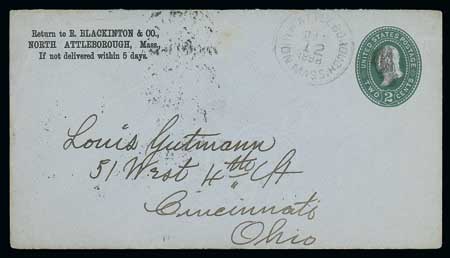 Return to R. BLACKINTON & CO.,
NORTH ATTLEBOROUGH, Mass.
If not delivered within 5 days.
MASS.
12
UNITED STATES POSTAGE
TWO 2 CENTS
Louis Gutmann
51 West 4th St
Cincinnati
Ohio